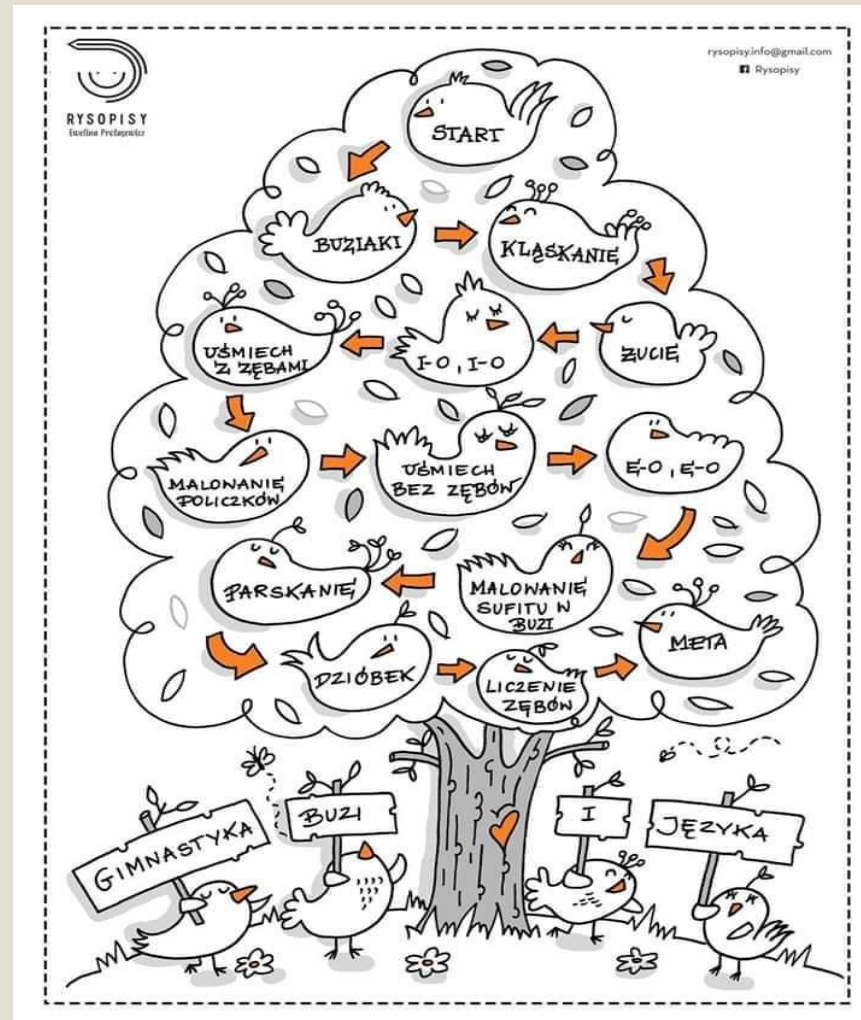 RYSOPISY
Ewelina Protasewicz
rysopisy.info@gmail.com
Rysopisy
START
BUZIAKI
KLĄSKANIE
UŚMIECH
Z ZĘBAMI
I-O, I-O
ŻUCIE
MALOWANIE
POLICZKÓW
UŚMIECH
BEZ ZĘBÓW
E-O, E-O
PARSKANIE
MALOWANIE
SUFITU W
BUZI
META
DZIÓBEK
LICZENIE
ZĘBÓW
GIMNASTYKA
BUZI
I
JĘZYKA